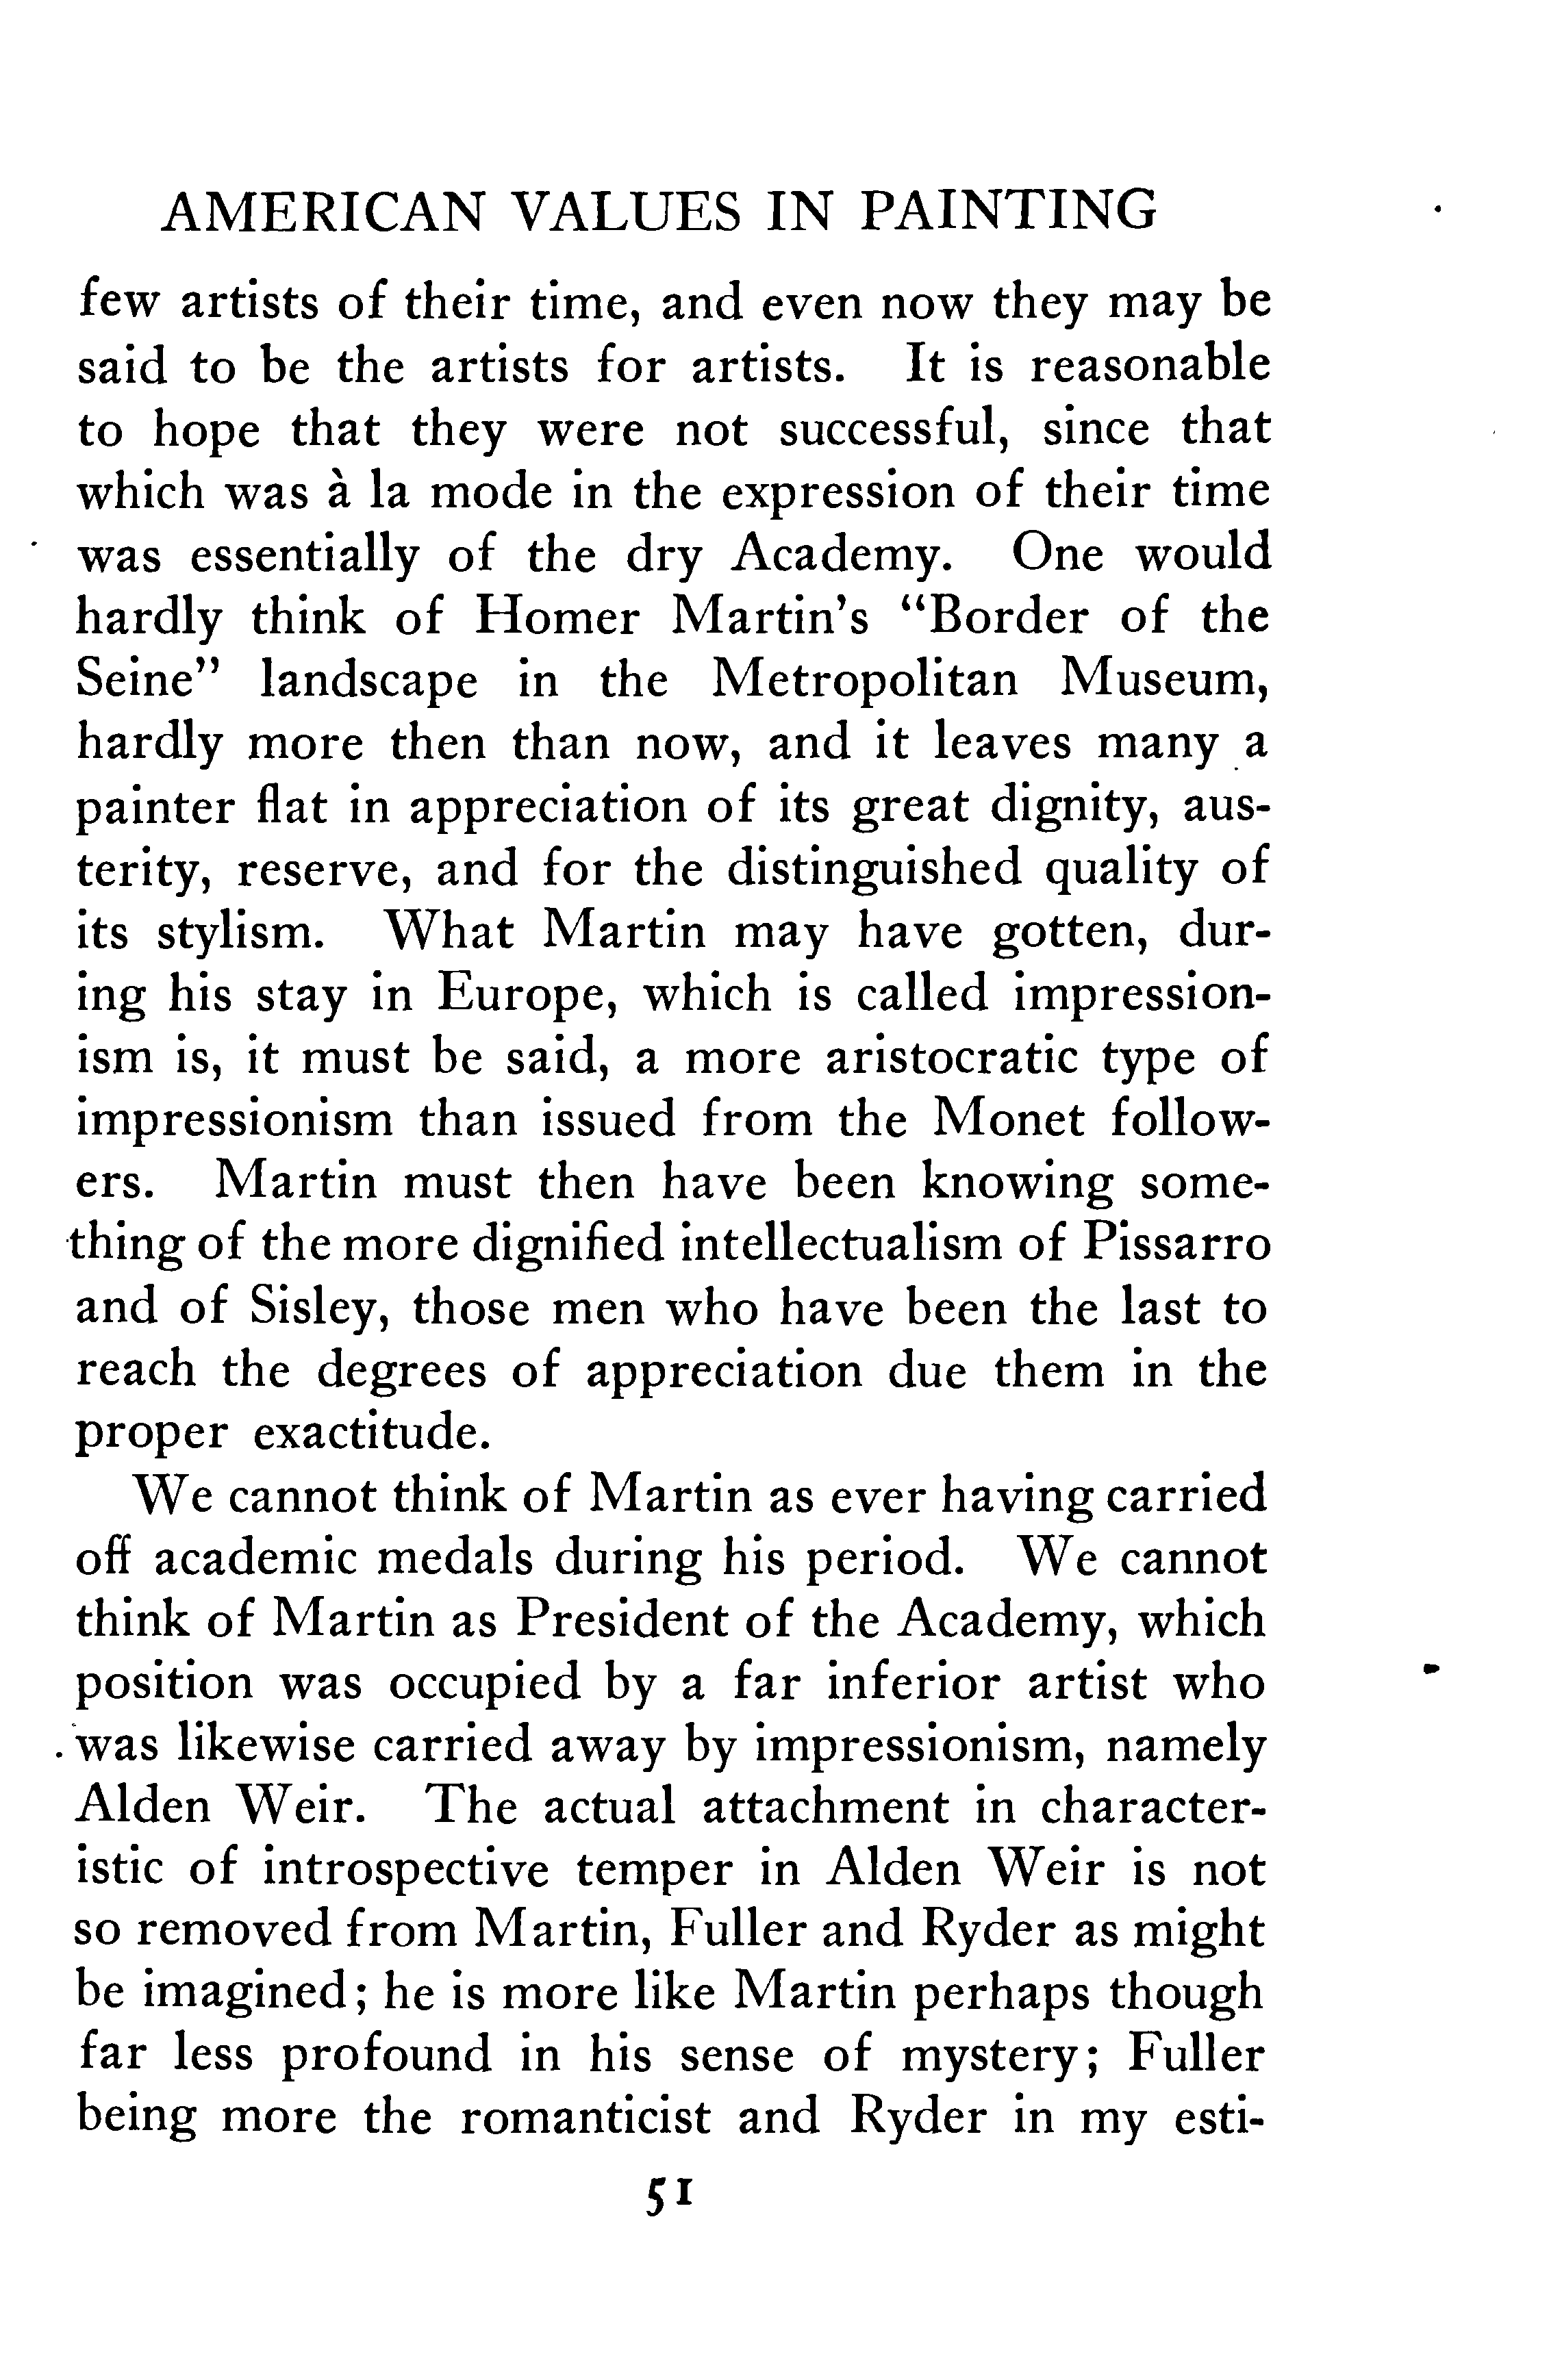 AMERICAN VALUES IN PAINTING
few artists of their time, and even now they may be
said to be the artists for artists. It is reasonable
to hope that they were not successful, since that
which was à la mode in the expression of their time
was essentially of the dry Academy. One would
hardly think of Homer Martin's "Border of the
Seine" landscape in the Metropolitan Museum,
hardly more then than now, and it leaves many a
painter flat in appreciation of its great dignity, aus-
terity, reserve, and for the distinguished quality of
its stylism. What Martin may have gotten, dur-
ing his stay in Europe, which is called impression-
ism is, it must be said, a more aristocratic type of
impressionism than issued from the Monet follow-
ers. Martin must then have been knowing some-
thing of the more dignified intellectualism of Pissarro
and of Sisley, those men who have been the last to
reach the degrees of appreciation due them in the
proper exactitude.
We cannot think of Martin as ever having carried
off academic medals during his period. We cannot
think of Martin as President of the Academy, which
position was occupied by a far inferior artist who
was likewise carried away by impressionism, namely
Alden Weir. The actual attachment in character-
istic of introspective temper in Alden Weir is not
so removed from Martin, Fuller and Ryder as might
be imagined; he is more like Martin perhaps though
far less profound in his sense of mystery; Fuller
being more the romanticist and Ryder in my esti-
51